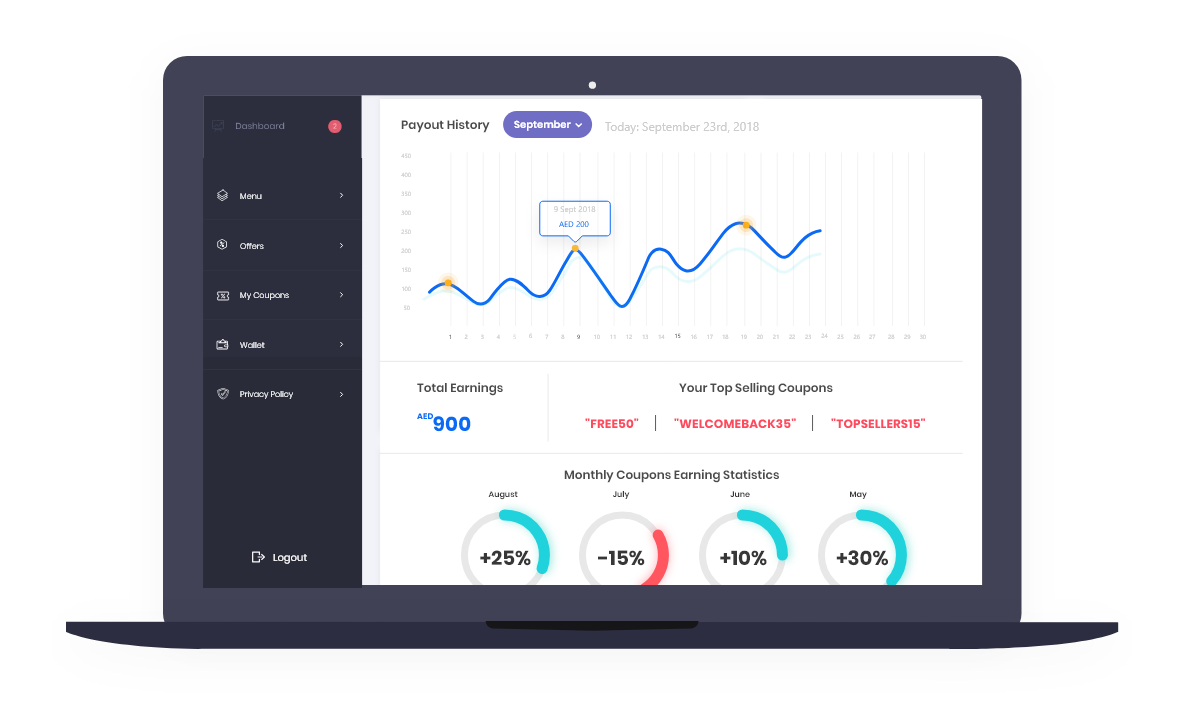 Dashboard 2
Menu
Offers
My Coupons
Wallet
Privacy Policy
Logout
Payout History September Today: September 23rd, 2018
450
400
350
300
250
200
150
100
50
9 Sept 2018
AED 200
1 2 3 4 6 7 8 9 10 11 12 13 14 15 16 17 18 19 20 21 22 23 24 25 26 27 28 29 30
Total Earnings
AED 900
Your Top Selling Coupons
"FREE50" "WELCOMEBACK35" "TOPSELLERS15"
Monthly Coupons Earning Statistics
August July June May
+25% -15% +10% +30%